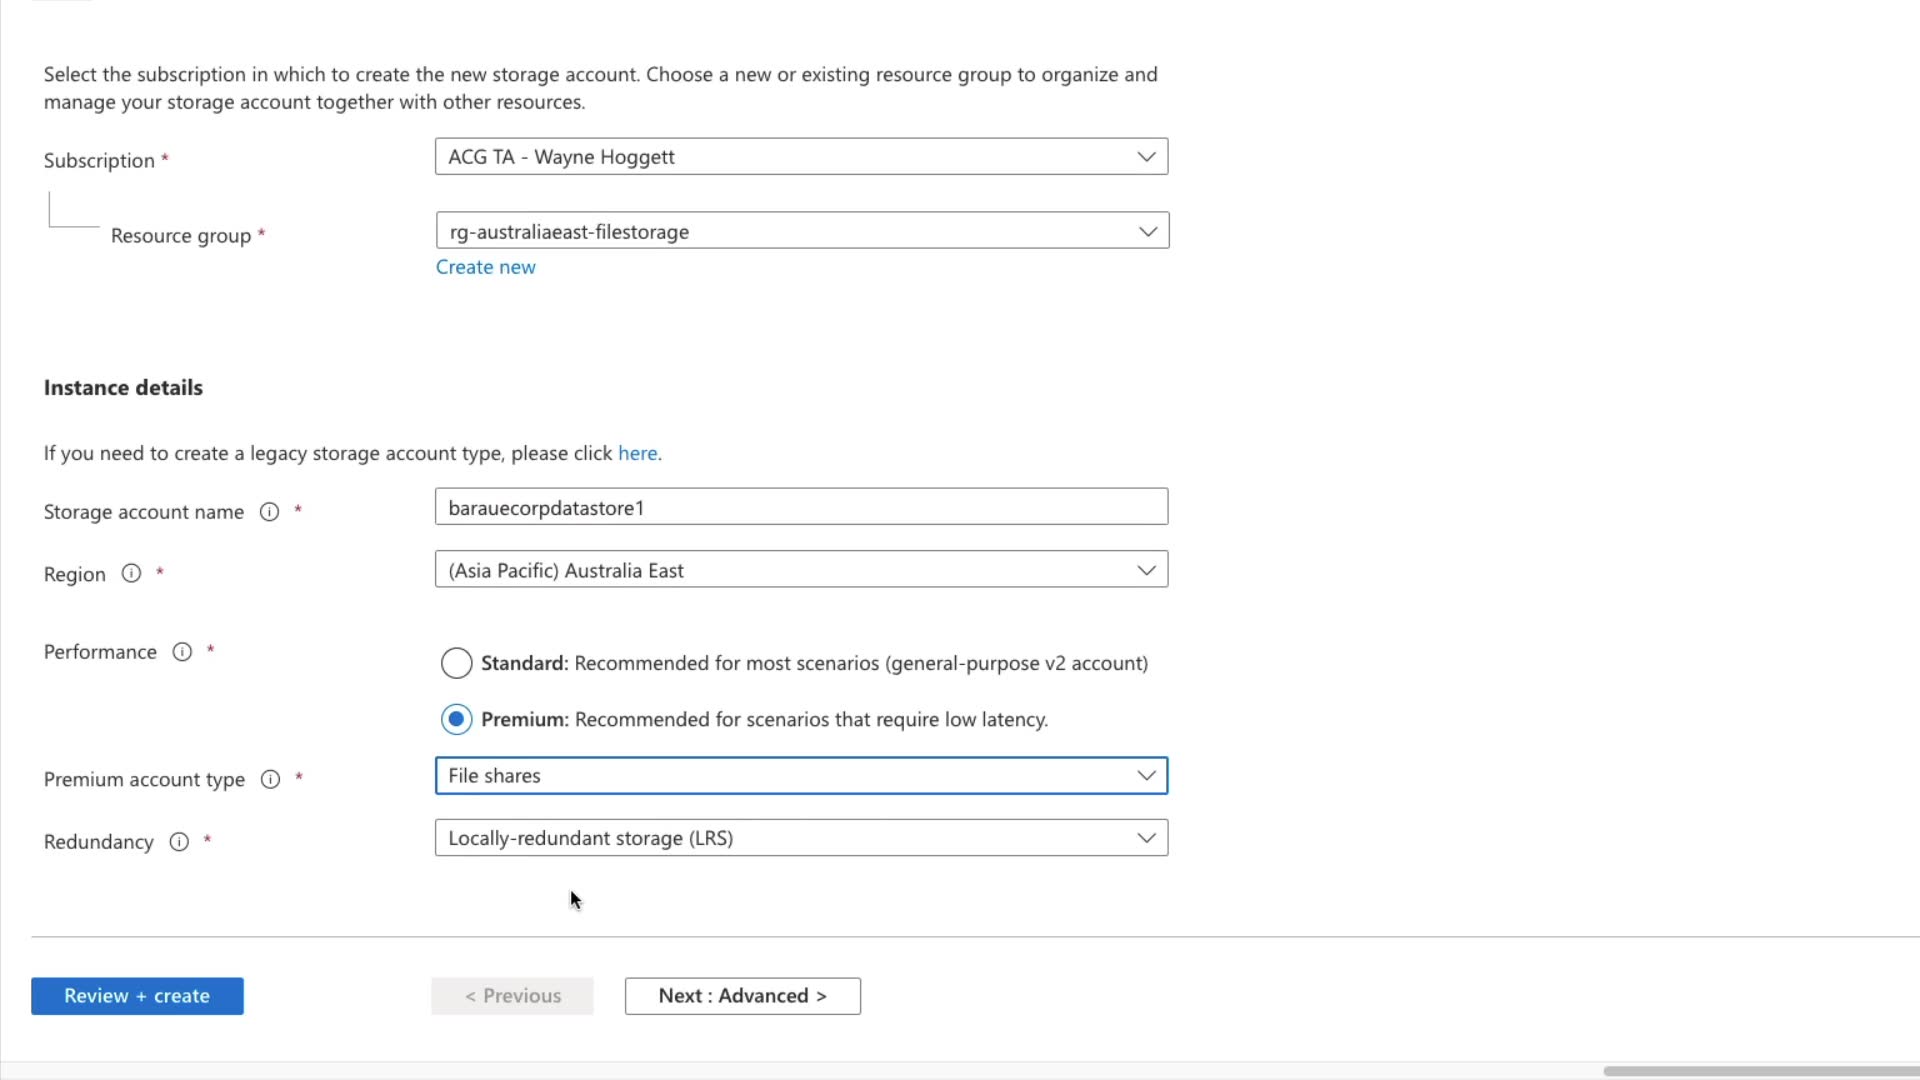 Select the subscription in which to create the new storage account. Choose a new or existing resource group to organize and
manage your storage account together with other resources.
Subscription *
ACG TA - Wayne Hoggett
Resource group *
rg-australiaeast-filestorage
Create new
Instance details
If you need to create a legacy storage account type, please click here.
Storage account name *
barauecorpdatastore1
Region *
(Asia Pacific) Australia East
Performance *
Standard: Recommended for most scenarios (general-purpose v2 account)
Premium: Recommended for scenarios that require low latency.
Premium account type *
File shares
Redundancy *
Locally-redundant storage (LRS)
Review + create
< Previous
Next : Advanced >